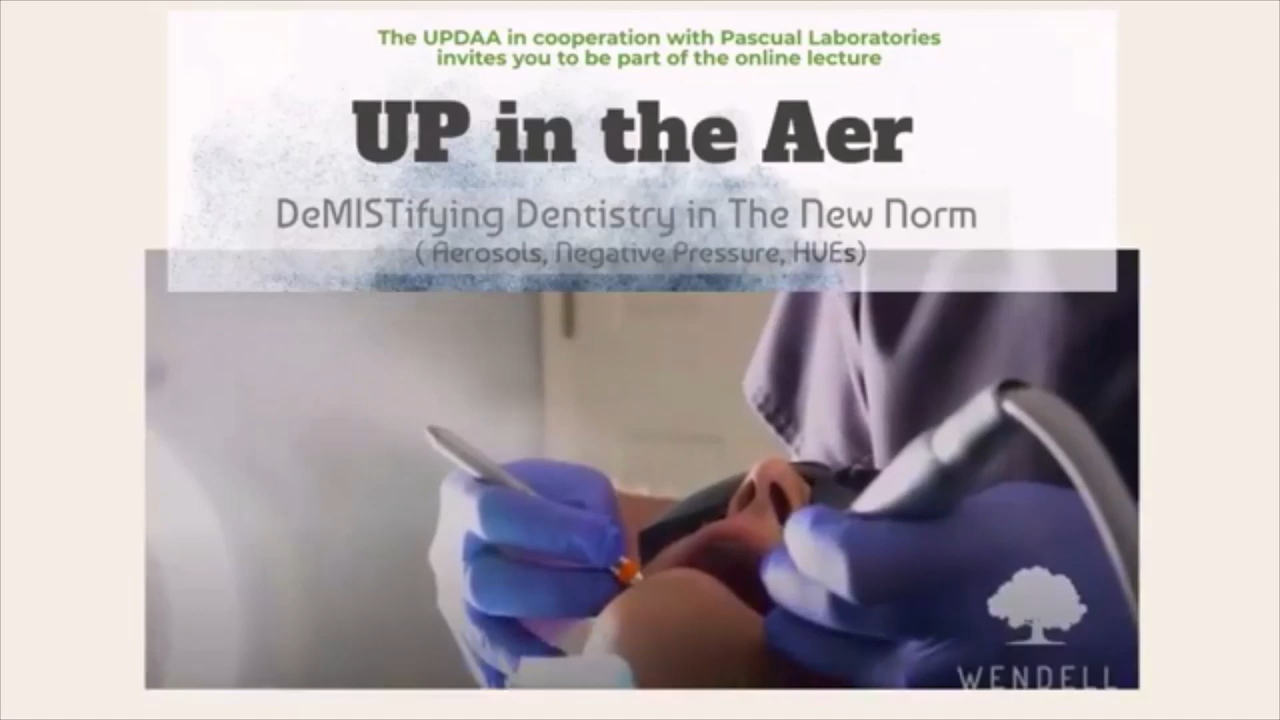 The UPDAA in cooperation with Pascual Laboratories
invites you to be part of the online lecture
UP in the Aer
DeMISTifying Dentistry in The New Norm
( Aerosols, Negative Pressure, HVEs)
WENDELL